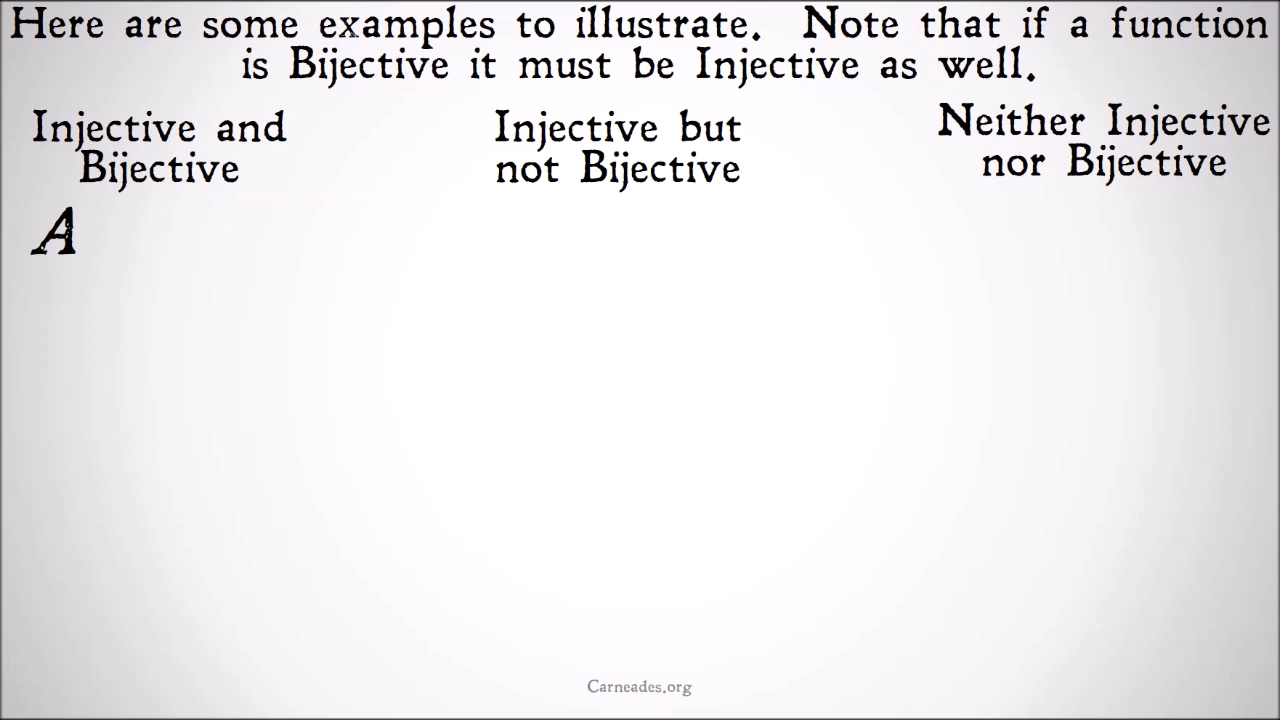 Here are some examples to illustrate. Note that if a function
is Bijective it must be Injective as well.
Injective and
Bijective
Injective but
not Bijective
Neither Injective
nor Bijective
A
Carneades.org